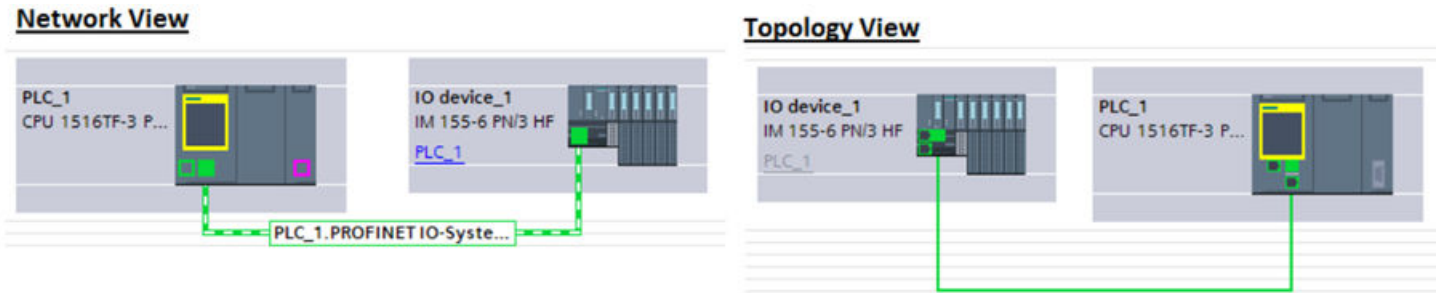 Network View
PLC_1
CPU 1516TF-3 P...
IO device_1
IM 155-6 PN/3 HF
PLC_1
PLC_1.PROFINET IO-Syste...
Topology View
IO device_1
IM 155-6 PN/3 HF
PLC_1
PLC_1
CPU 1516TF-3 P...